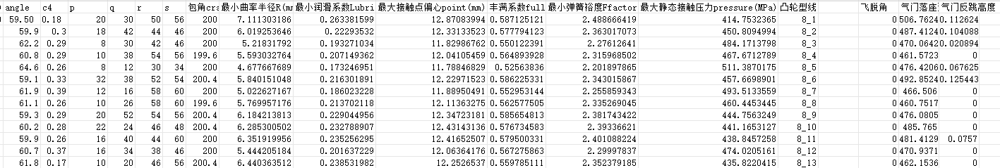 angle c4 p q r s 包角cra 最小曲率半径R(mm 最小润滑系数Lubri 最大接触点偏心point(mm) 丰满系数full 最小弹簧裕度Ffactor 最大静态接触压力pressure(MPa) 凸轮型线 飞脱角 气门落座 气门反跳高度
59.50 0.18 20 30 50 56 200 7.111303186 0.263381599 12.87083994 0.587125121 2.488666419 414.7532365 8_1 0 506.7624 0.112624
59.9 0.3 18 42 44 46 200 6.019253646 0.22293532 12.33133523 0.577794123 2.363017073 450.8094994 8_2 0 487.4124 0.104088
62.2 0.29 8 30 42 46 200 5.21831792 0.193271034 11.82986762 0.550122391 2.27612641 484.1713798 8_3 0 470.0642 0.020894
60.8 0.29 10 38 54 56 199.6 5.593032764 0.207149362 12.04105459 0.564893928 2.315968502 467.6712789 8_4 0 461.5723 0
64.6 0.26 8 12 30 34 200 4.677667689 0.173246951 11.78846829 0.52563836 2.201897865 511.3870175 8_5 0 476.4206 0.067625
59.1 0.33 32 38 52 54 200.4 5.840151048 0.216301891 12.22971523 0.586225331 2.343015867 457.6698901 8_6 0 492.8524 0.125443
61.9 0.39 12 16 58 60 200 5.022627167 0.186023228 11.88950491 0.552953144 2.255859343 493.5133559 8_7 0 466.506 0
61.1 0.26 10 26 58 60 199.6 5.769957176 0.213702118 12.11363275 0.562577505 2.335269045 460.4453445 8_8 0 460.7517 0
59.3 0.29 20 52 54 56 200.4 6.184213813 0.229044956 12.34723181 0.585654813 2.381743422 444.7563249 8_9 0 476.0805 0
60.2 0.28 22 24 46 48 200.4 6.285300502 0.232788907 12.43143136 0.576734583 2.39336621 441.1653127 8_10 0 485.765 0
59.9 0.26 16 40 44 60 200 6.351919956 0.235256295 12.41652507 0.579500331 2.401088224 438.8457258 8_11 0 481.4129 0.0757
60.7 0.37 16 34 38 46 200 5.444205184 0.201637229 12.06364176 0.567275863 2.29997837 474.0205161 8_12 0 470.9371 0
61.8 0.17 10 20 46 56 200.4 6.440363512 0.238531982 12.2526537 0.559785111 2.352379185 435.8220415 8_13 0 462.1536 0